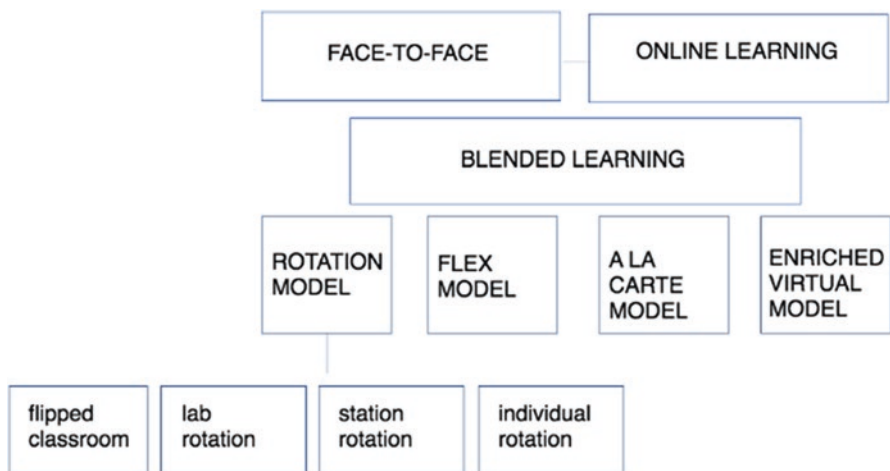 FACE-TO-FACE
ONLINE LEARNING
BLENDED LEARNING
ROTATION
MODEL
FLEX
MODEL
A LA
CARTE
MODEL
ENRICHED
VIRTUAL
MODEL
flipped
classroom
lab
rotation
station
rotation
individual
rotation